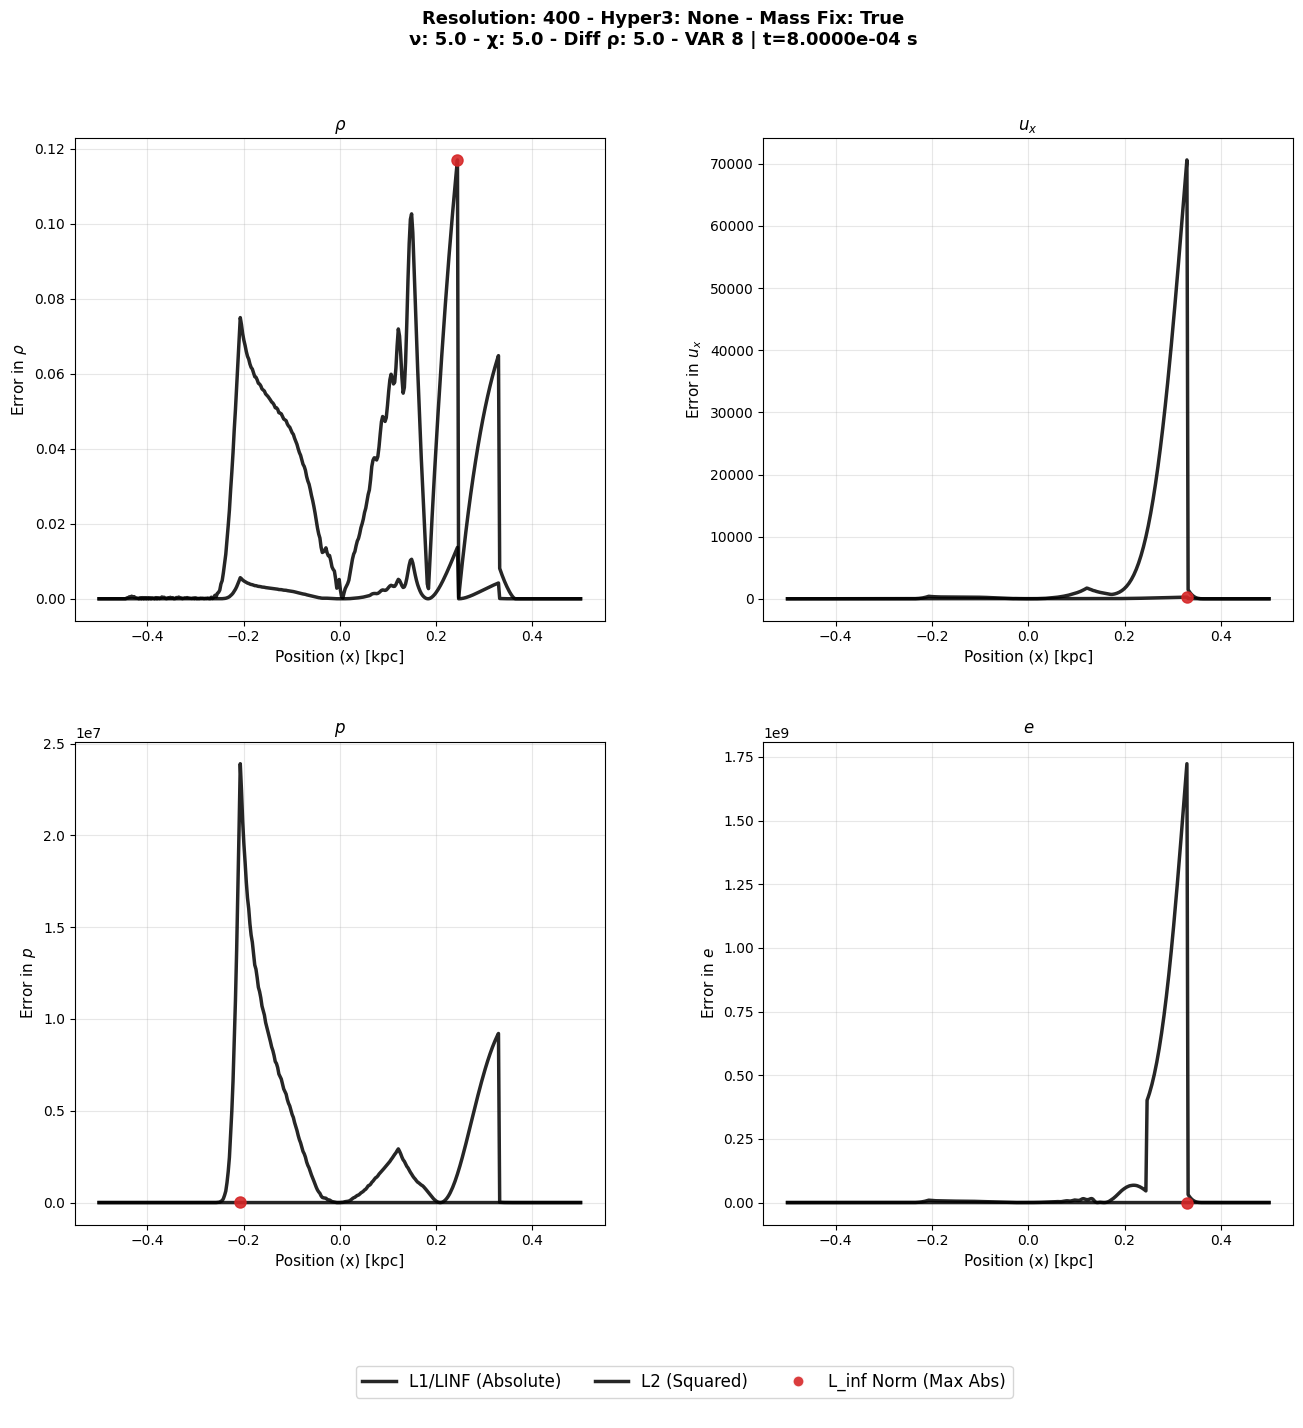 Resolution: 400 - Hyper3: None - Mass Fix: True
ν: 5.0 - χ: 5.0 - Diff ρ: 5.0 - VAR 8 | t=8.0000e-04 s
ρ
0.12
0.10
0.08
0.06
0.04
0.02
0.00
Error in ρ
−0.4 −0.2 0.0 0.2 0.4
Position (x) [kpc]
u_x
70000
60000
50000
40000
30000
20000
10000
0
Error in u_x
−0.4 −0.2 0.0 0.2 0.4
Position (x) [kpc]
p
1e7
2.5
2.0
1.5
1.0
0.5
0.0
Error in p
−0.4 −0.2 0.0 0.2 0.4
Position (x) [kpc]
e
1e9
1.75
1.50
1.25
1.00
0.75
0.50
0.25
0.00
Error in e
−0.4 −0.2 0.0 0.2 0.4
Position (x) [kpc]
L1/LINF (Absolute) L2 (Squared) L_inf Norm (Max Abs)